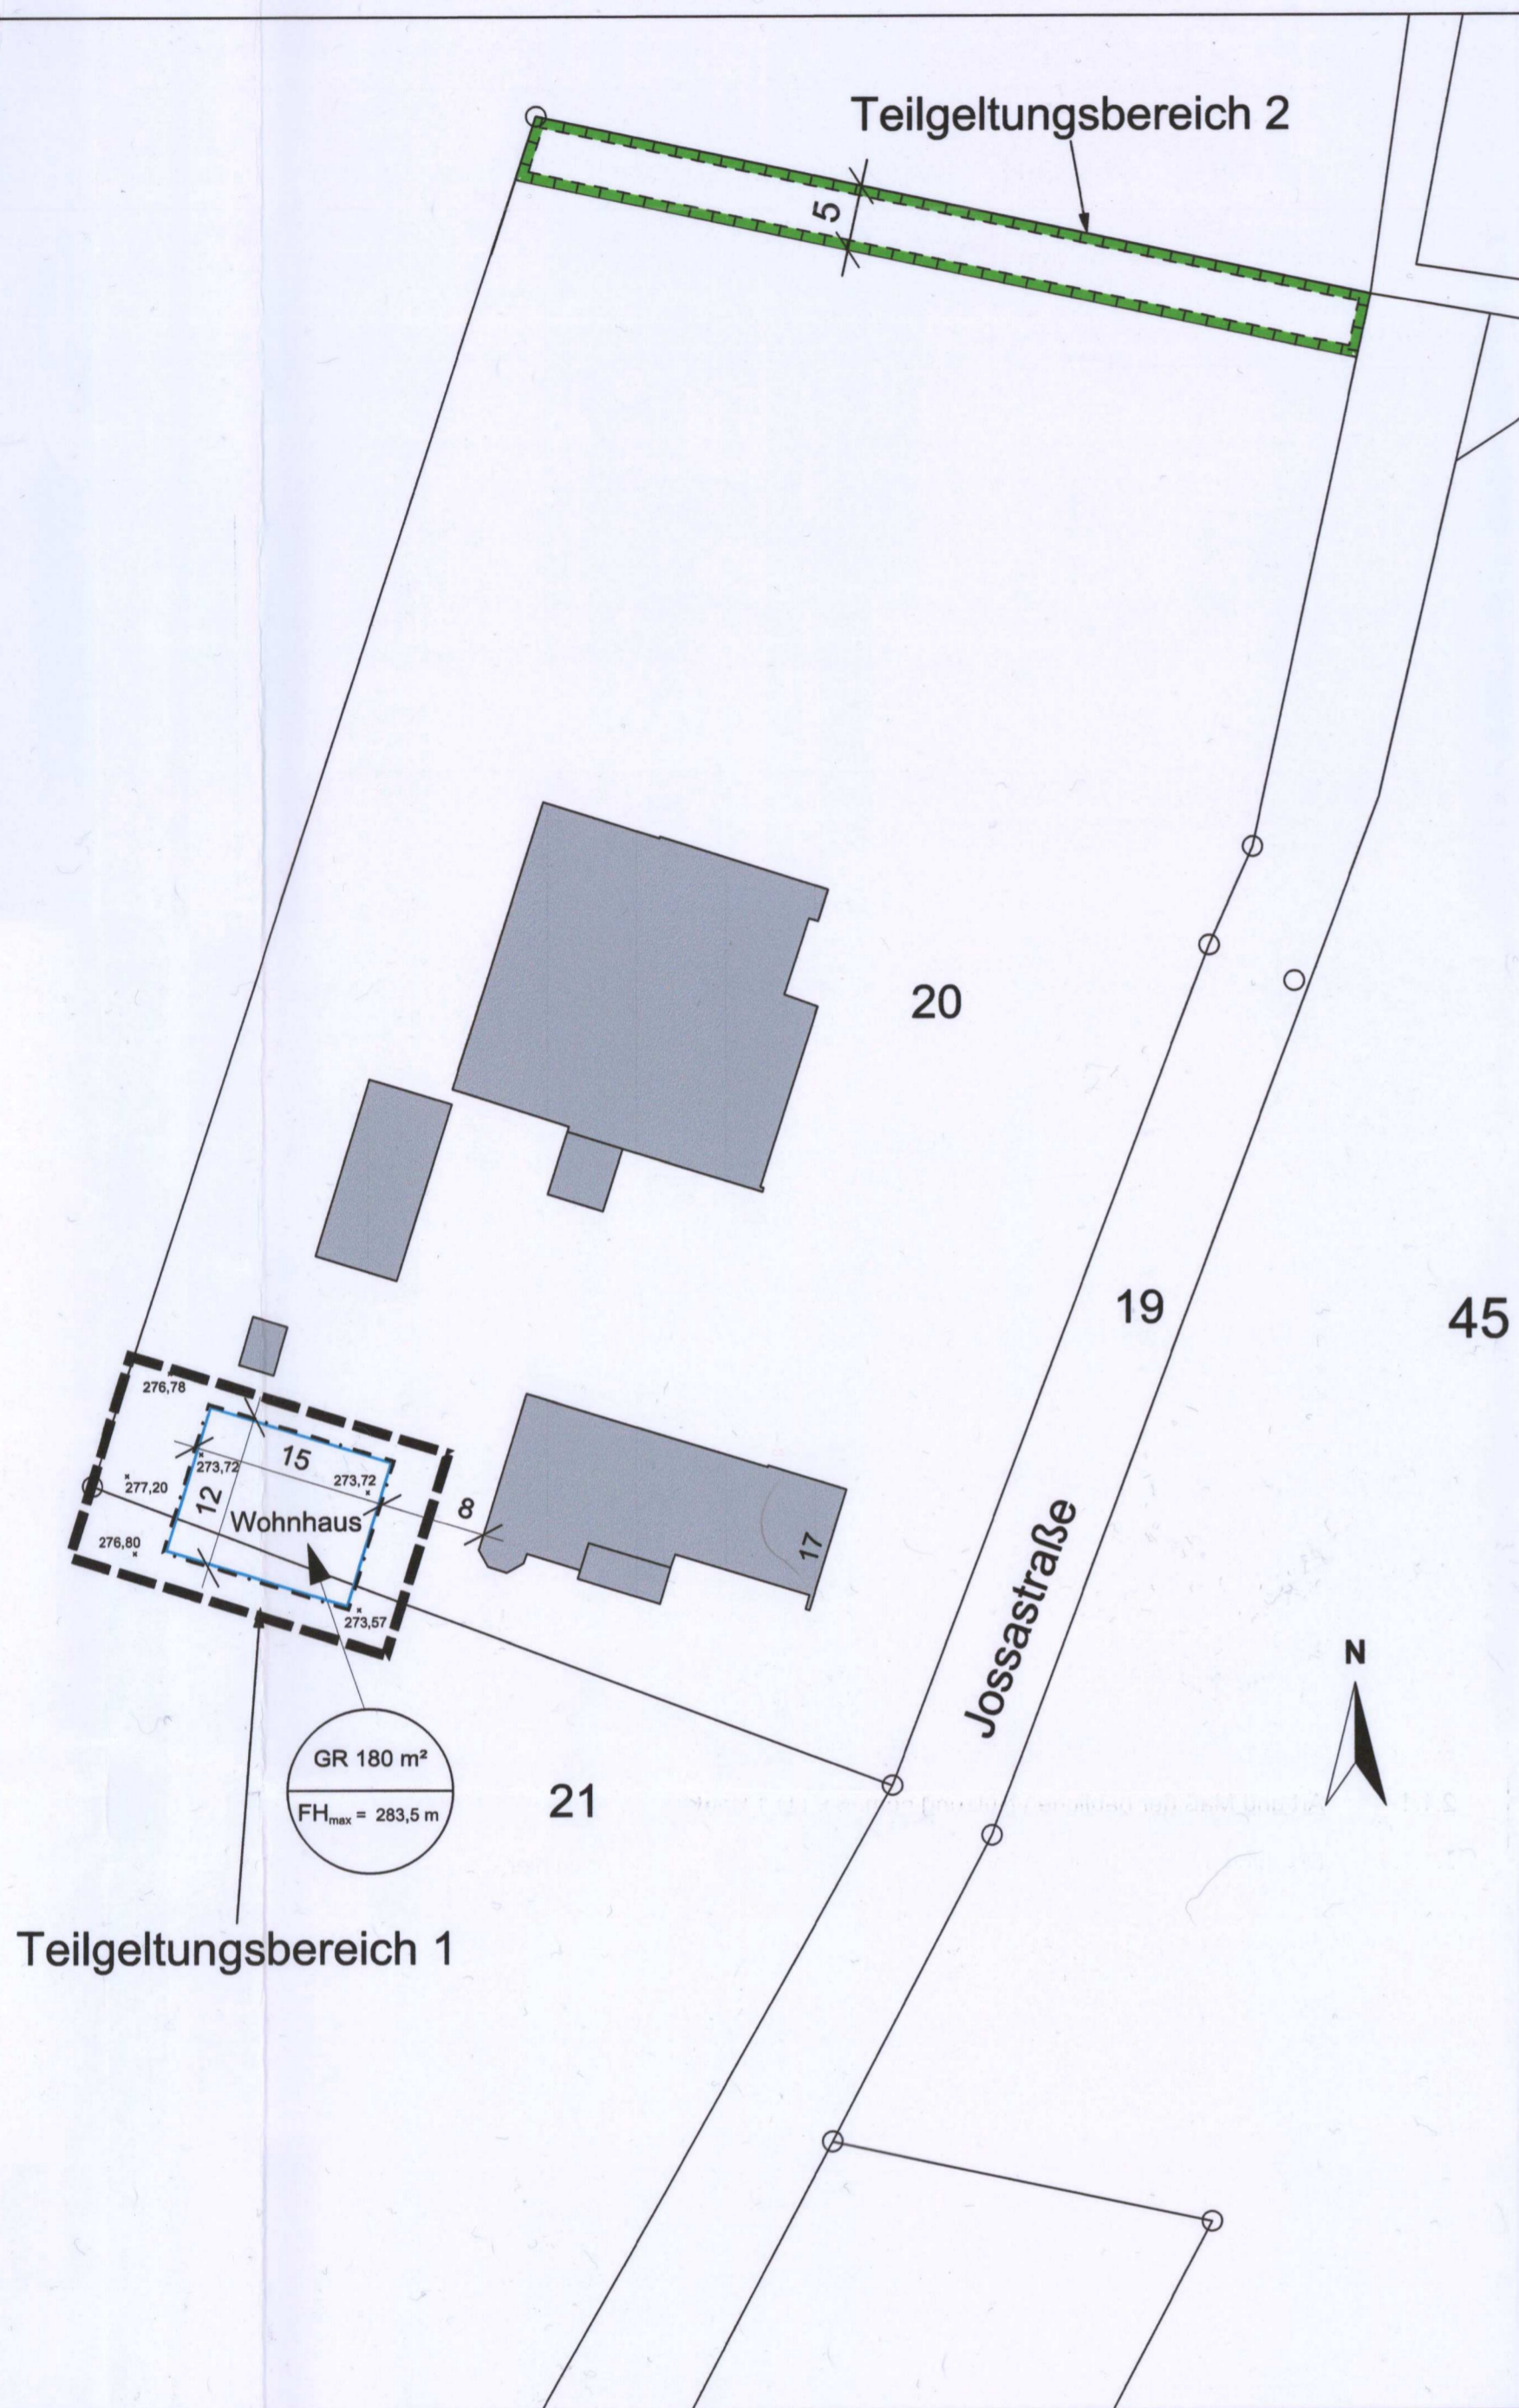 Teilgeltungsbereich 2
5
20
19
45
276,78
15
273,72
273,72
277,20
12
8
Wohnhaus
276,80
17
273,57
Jossastraße
N
GR 180 m²
FHmax = 283,5 m
21
Teilgeltungsbereich 1